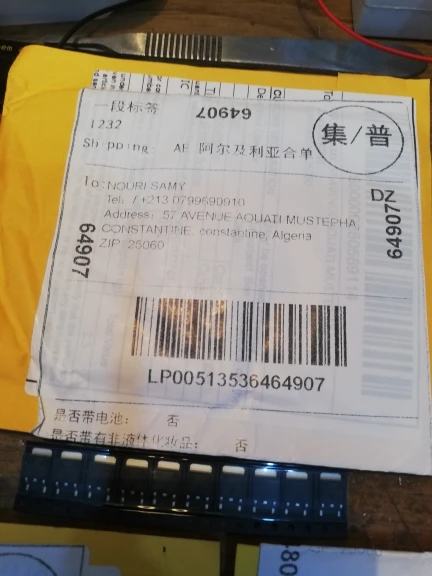 一段标签
64907
1232
集/普
Shipping: AE 阿尔及利亚合单
To: NOURI SAMY
Tel: / +213 0799690910
Address: 57 AVENUE AOUATI MUSTEPHA,
CONSTANTINE, constantine, Algeria
ZIP: 25060
DZ
64907
64907
LP00513536464907
是否带电池: 否
是否带有非液体化妆品: 否